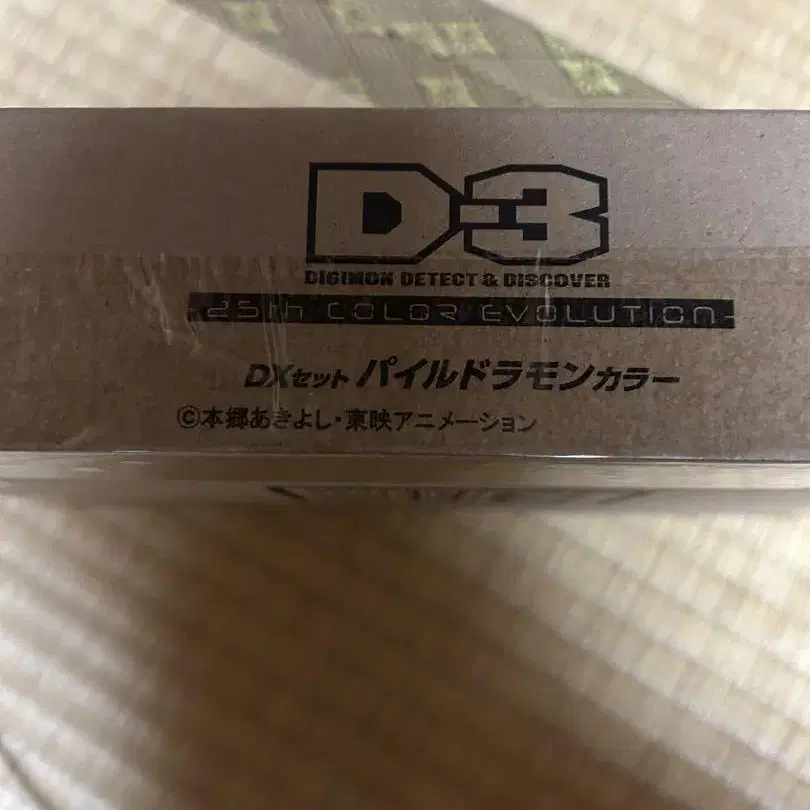 D-3
DIGIMON DETECT & DISCOVER
-25th COLOR EVOLUTION-
DXセット パイルドラモンカラー
©本郷あきよし・東映アニメーション